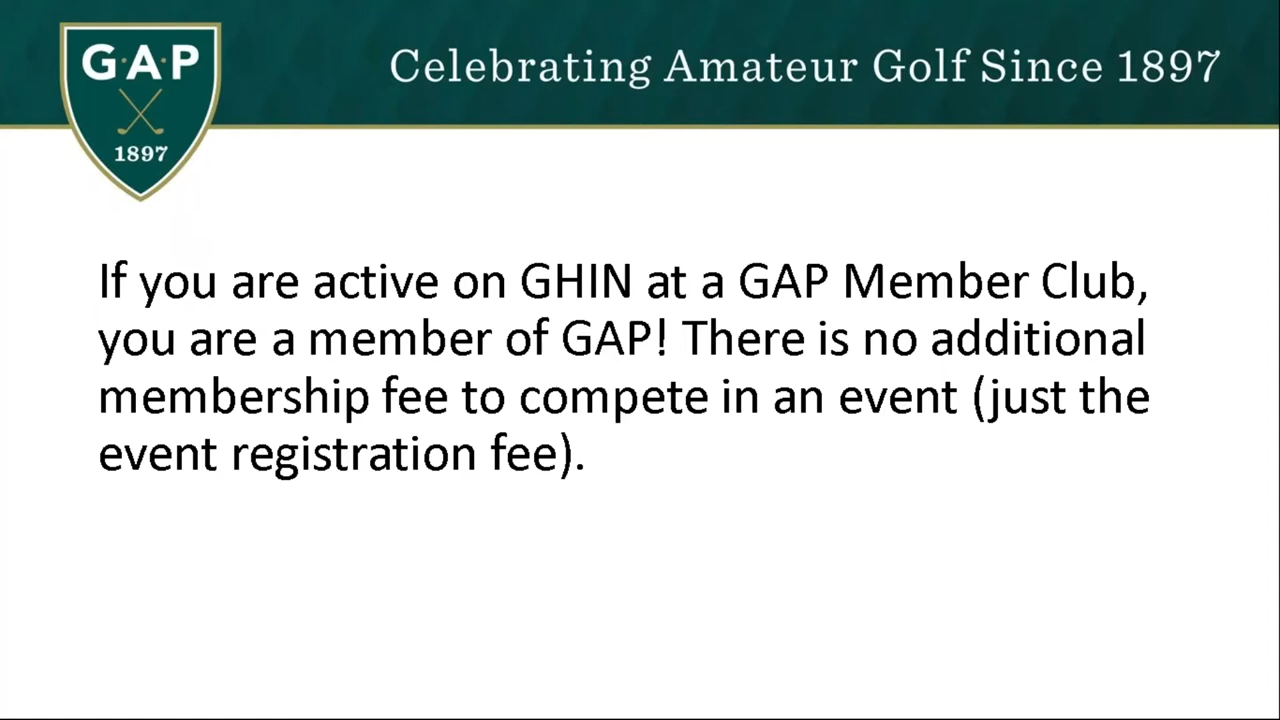 G·A·P
1897
Celebrating Amateur Golf Since 1897
If you are active on GHIN at a GAP Member Club,
you are a member of GAP! There is no additional
membership fee to compete in an event (just the
event registration fee).